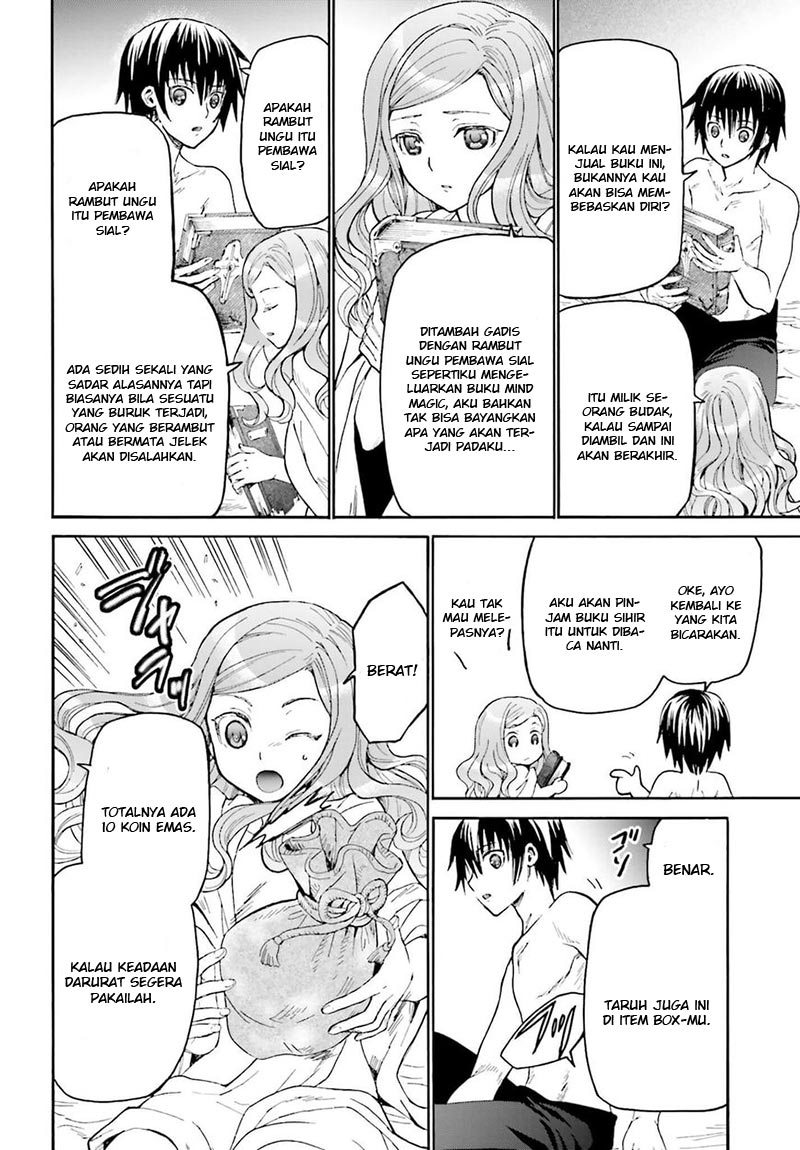 KALAU KAU MEN-
JUAL BUKU INI,
BUKANNYA KAU
AKAN BISA MEM-
BEBASKAN DIRI?
ITU MILIK SE-
ORANG BUDAK,
KALAU SAMPAI
DIAMBIL DAN INI
AKAN BERAKHIR.
DITAMBAH GADIS
DENGAN RAMBUT
UNGU PEMBAWA SIAL
SEPERTIKU MENGE-
LUARKAN BUKU MIND
MAGIC, AKU BAHKAN
TAK BISA BAYANGKAN
APA YANG AKAN TER-
JADI PADAKU...
APAKAH
RAMBUT
UNGU ITU
PEMBAWA
SIAL?
APAKAH
RAMBUT UNGU
ITU PEMBAWA
SIAL?
ADA SEDIH SEKALI YANG
SADAR ALASANNYA TAPI
BIASANYA BILA SESUATU
YANG BURUK TERJADI,
ORANG YANG BERAMBUT
ATAU BERMATA JELEK
AKAN DISALAHKAN.
OKE, AYO
KEMBALI KE
YANG KITA
BICARAKAN.
AKU AKAN PIN-
JAM BUKU SIHIR
ITU UNTUK DIBA-
CA NANTI.
KAU TAK
MAU MELE-
PASNYA?
BENAR.
ゴソ
TARUH JUGA INI
DI ITEM BOX-MU.
BERAT!
TOTALNYA ADA
10 KOIN EMAS.
KALAU KEADAAN
DARURAT SEGERA
PAKAILAH.